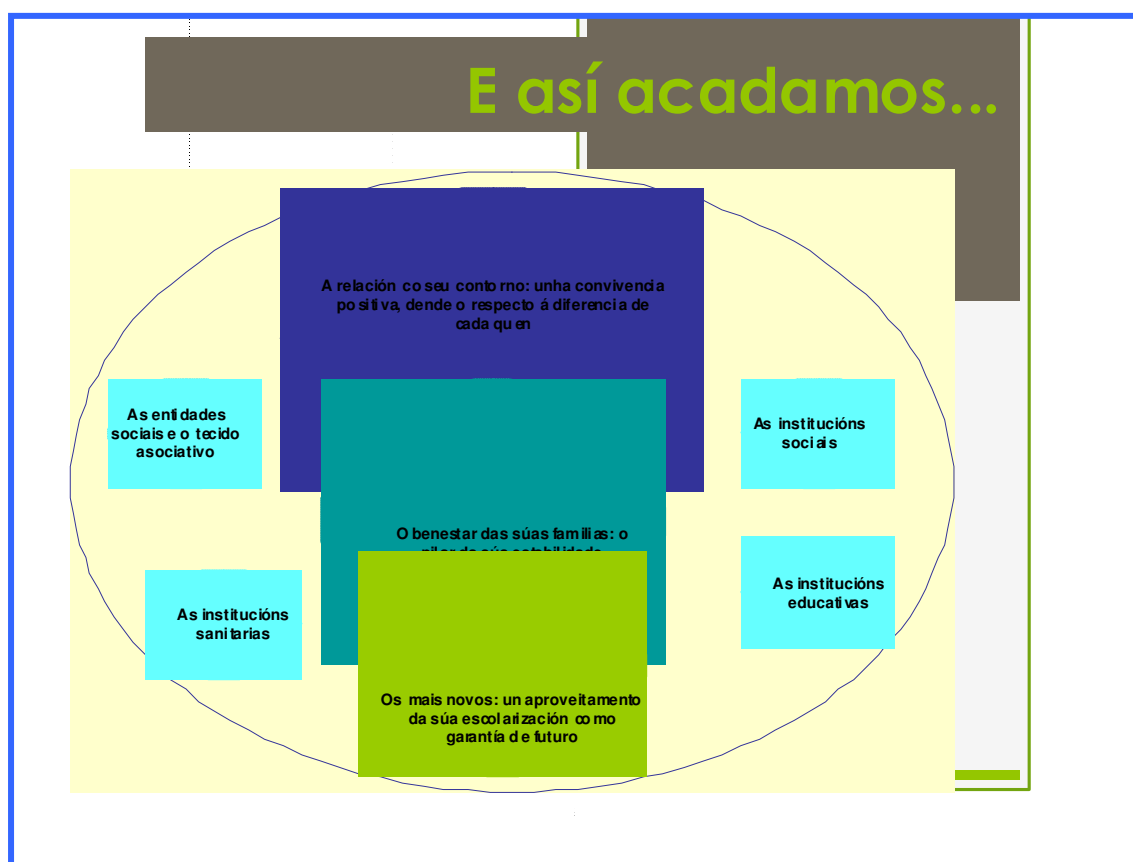 E así acadamos...
A relación co seu contorno: unha convivencia
positiva, dende o respecto á diferencia de
cada quen
As entidades
sociais e o tecido
asociativo
As institucións
sociais
O benestar das súas familias: o
As institucións
educativas
As institucións
sanitarias
Os mais novos: un aproveitamento
da súa escolarización como
garantía de futuro